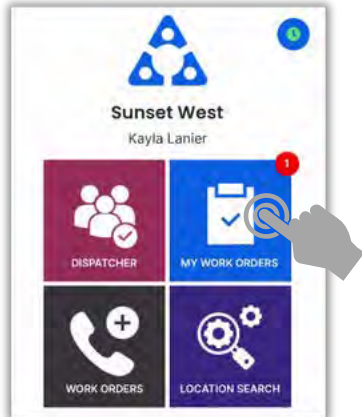 Sunset West
Kayla Lanier
1
DISPATCHER
MY WORK ORDERS
WORK ORDERS
LOCATION SEARCH